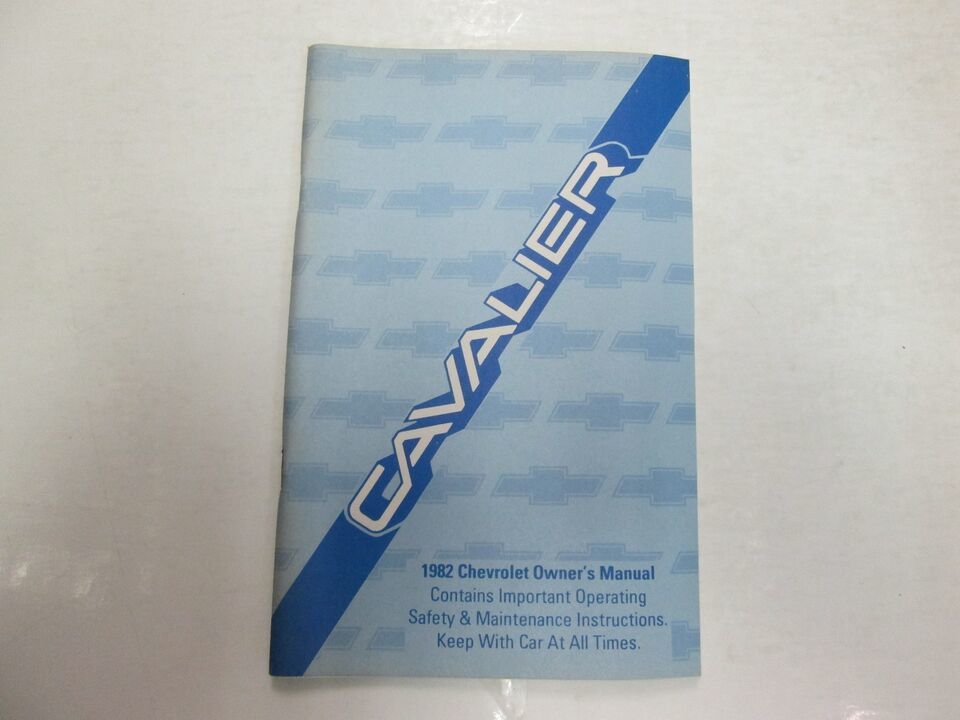 CAVALIER
1982 Chevrolet Owner's Manual
Contains Important Operating
Safety & Maintenance Instructions.
Keep With Car At All Times.